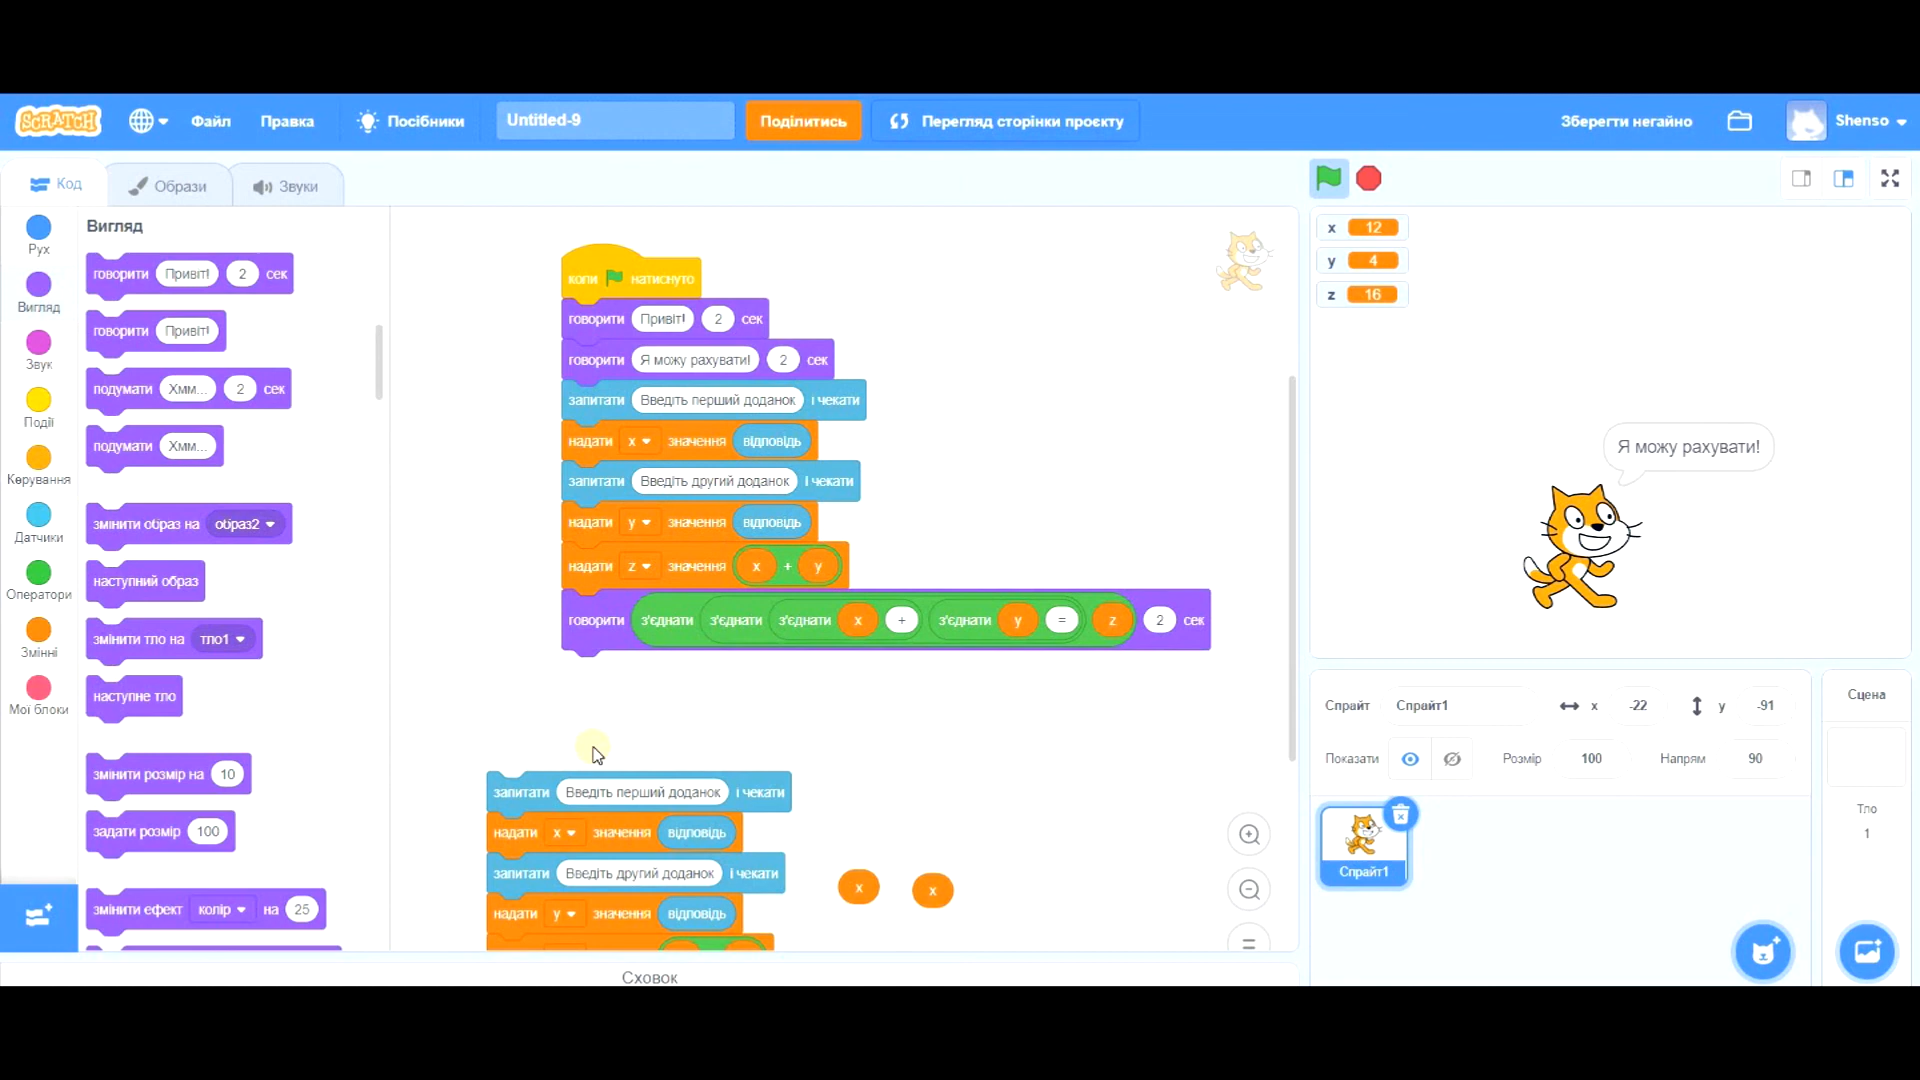 SCRATCH Файл Правка Посібники Untitled-9 Поділитись Перегляд сторінки проєкту Зберегти негайно Shenso
Код Образи Звуки
Рух
Вигляд
Звук
Події
Керування
Датчики
Оператори
Змінні
Мої блоки
Вигляд
говорити Привіт! 2 сек
говорити Привіт!
подумати Хмм... 2 сек
подумати Хмм...
змінити образ на образ2
наступний образ
змінити тло на тло1
наступне тло
змінити розмір на 10
задати розмір 100
змінити ефект колір на 25
коли натиснуто
говорити Привіт! 2 сек
говорити Я можу рахувати! 2 сек
запитати Введіть перший доданок і чекати
надати x значення відповідь
запитати Введіть другий доданок і чекати
надати y значення відповідь
надати z значення x + y
говорити з'єднати з'єднати з'єднати x + з'єднати y = z 2 сек
запитати Введіть перший доданок і чекати
надати x значення відповідь
запитати Введіть другий доданок і чекати
надати y значення відповідь
x x
Сховок
x 12
y 4
z 16
Я можу рахувати!
Спрайт Спрайт1 x -22 y -91
Показати Розмір 100 Напрям 90
Спрайт1
Сцена
Тло
1